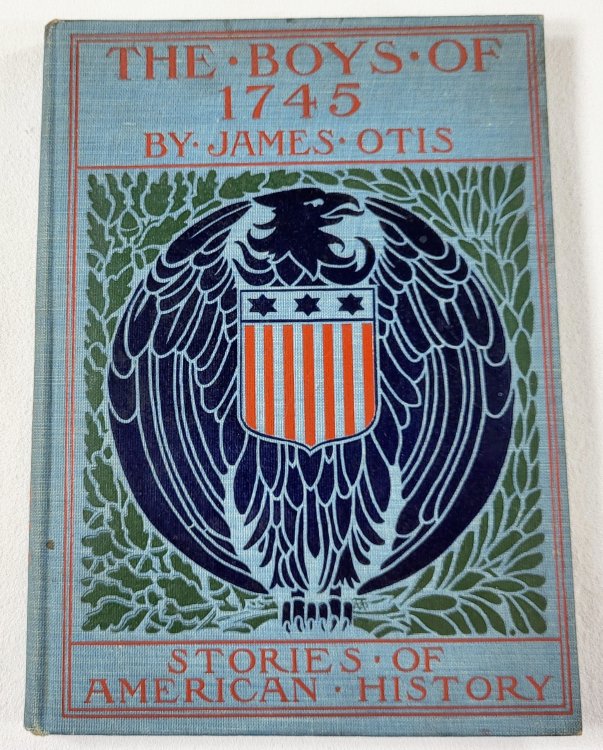 THE·BOYS·OF
1745
BY·JAMES·OTIS
STORIES·OF
AMERICAN·HISTORY